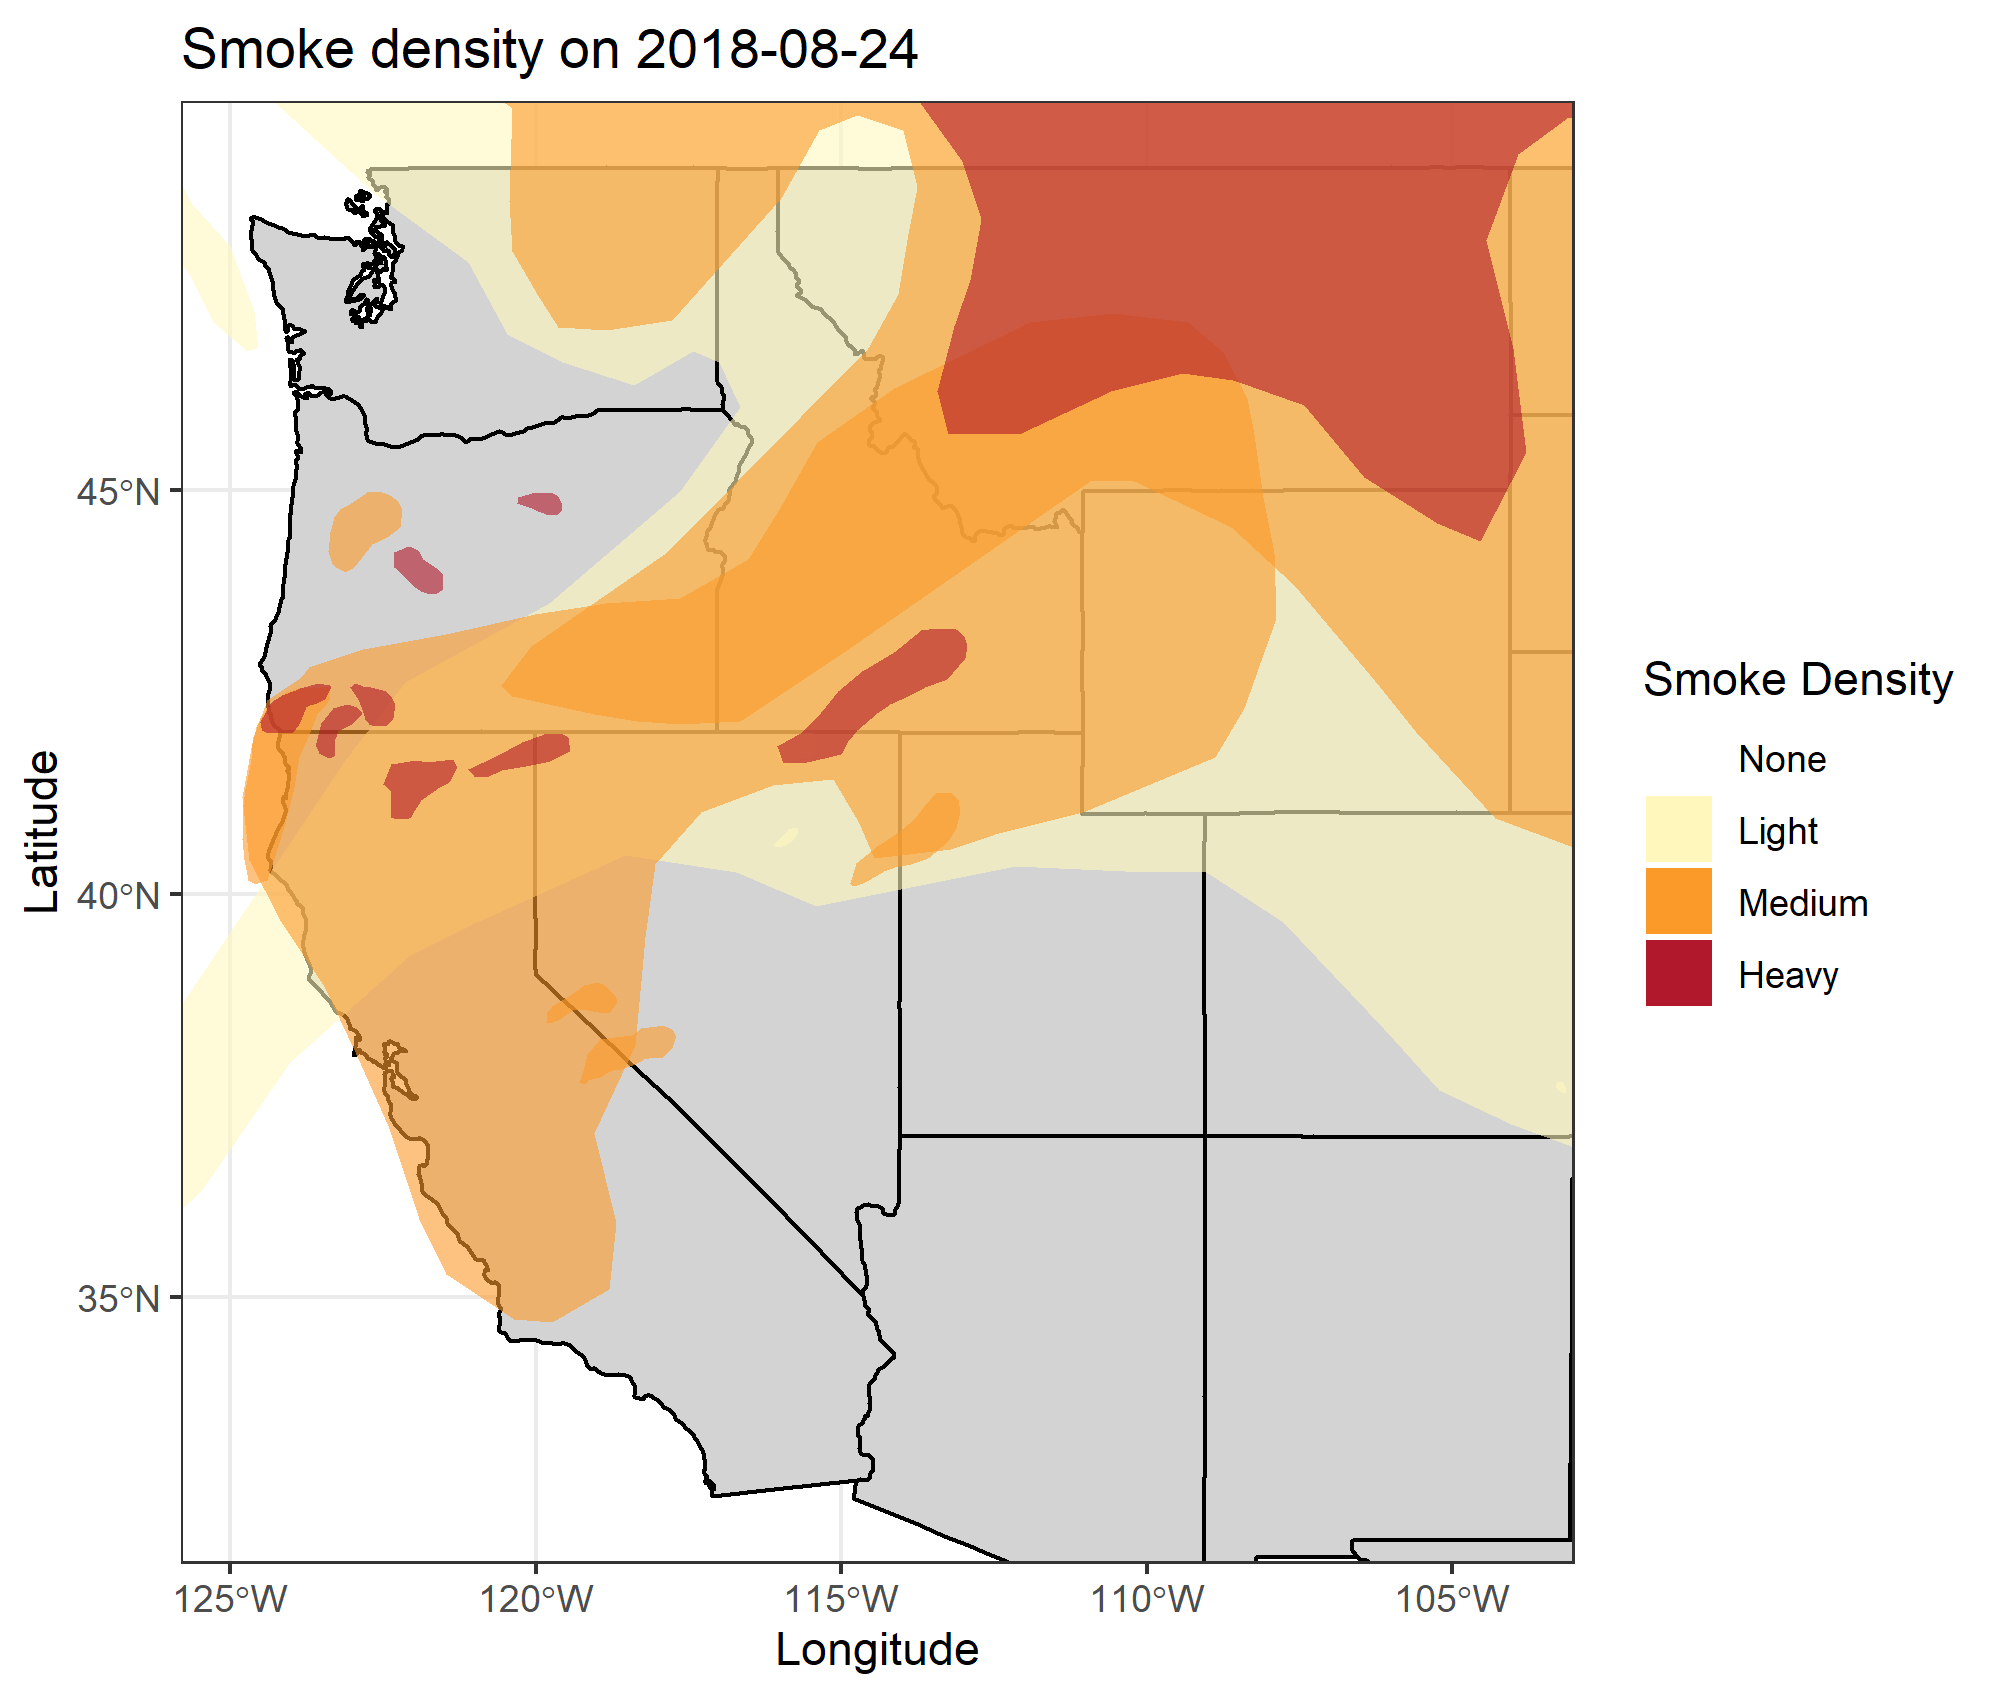 Smoke density on 2018-08-24
45°N
40°N
35°N
Latitude
125°W
120°W
115°W
110°W
105°W
Longitude
Smoke Density
None
Light
Medium
Heavy